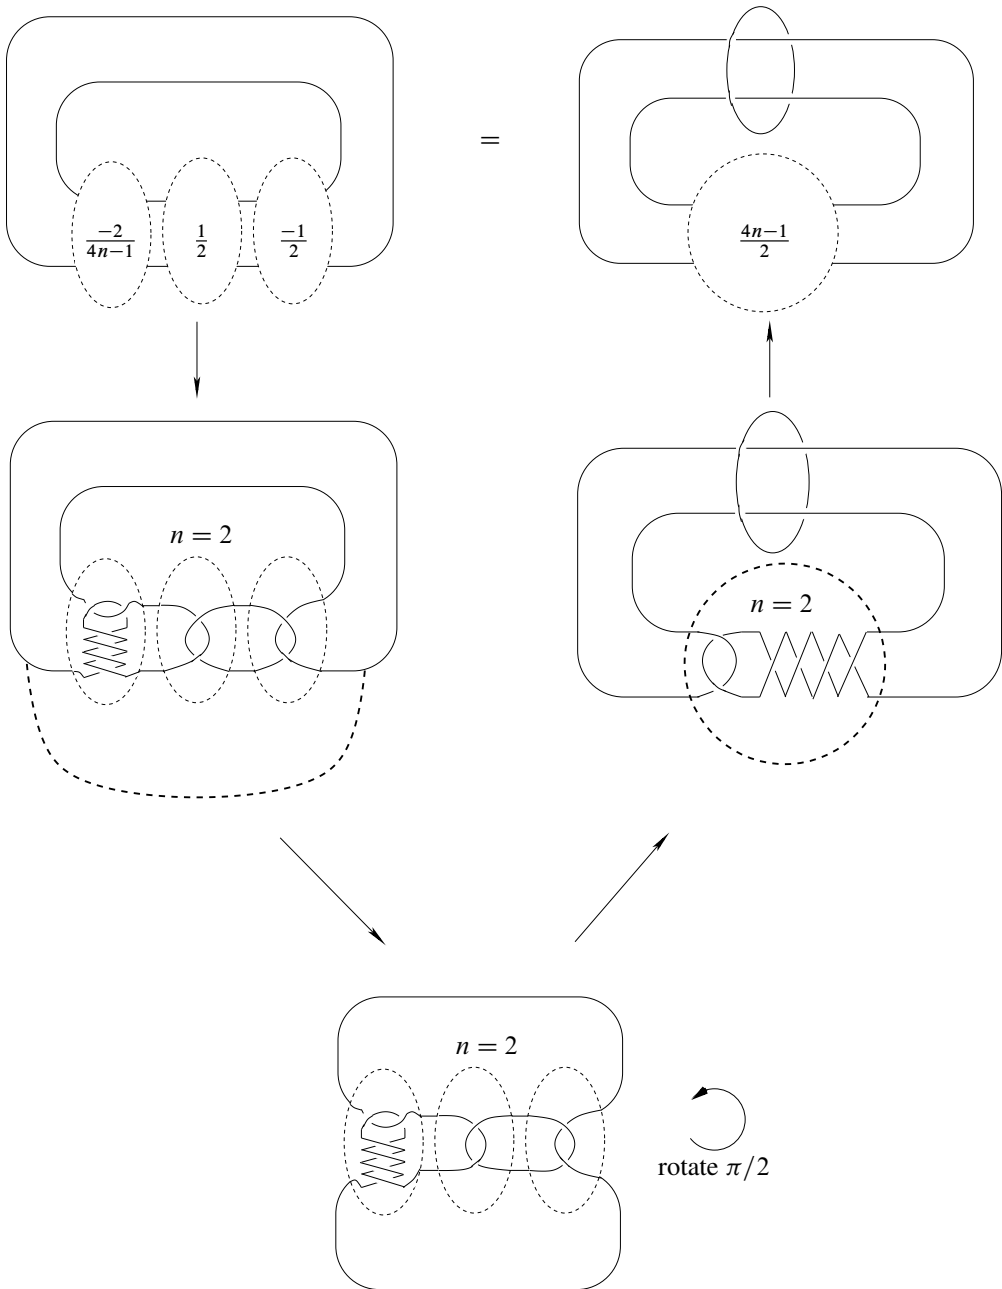 -2/(4n−1) 1/2 -1/2 = (4n−1)/2
n = 2
n = 2
n = 2
rotate π/2